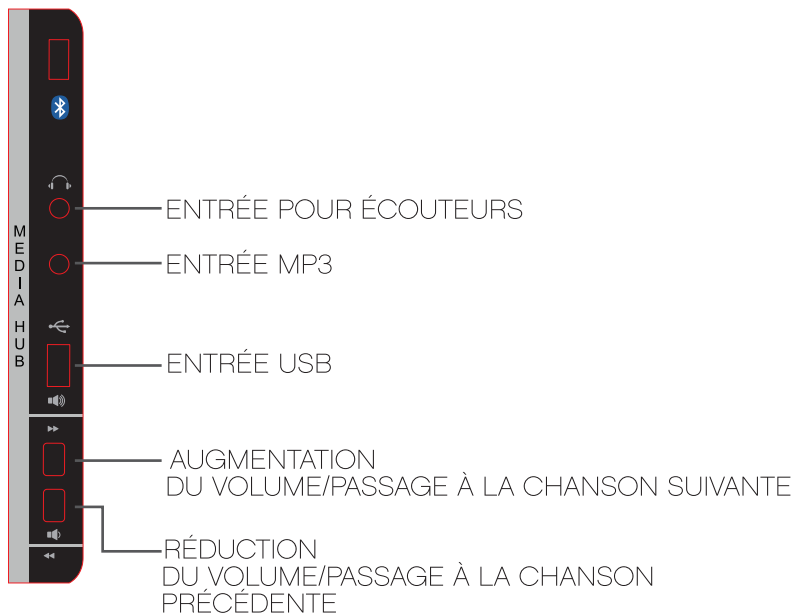 MEDIA HUB
ENTRÉE POUR ÉCOUTEURS
ENTRÉE MP3
ENTRÉE USB
AUGMENTATION
DU VOLUME/PASSAGE À LA CHANSON SUIVANTE
RÉDUCTION
DU VOLUME/PASSAGE À LA CHANSON
PRÉCÉDENTE